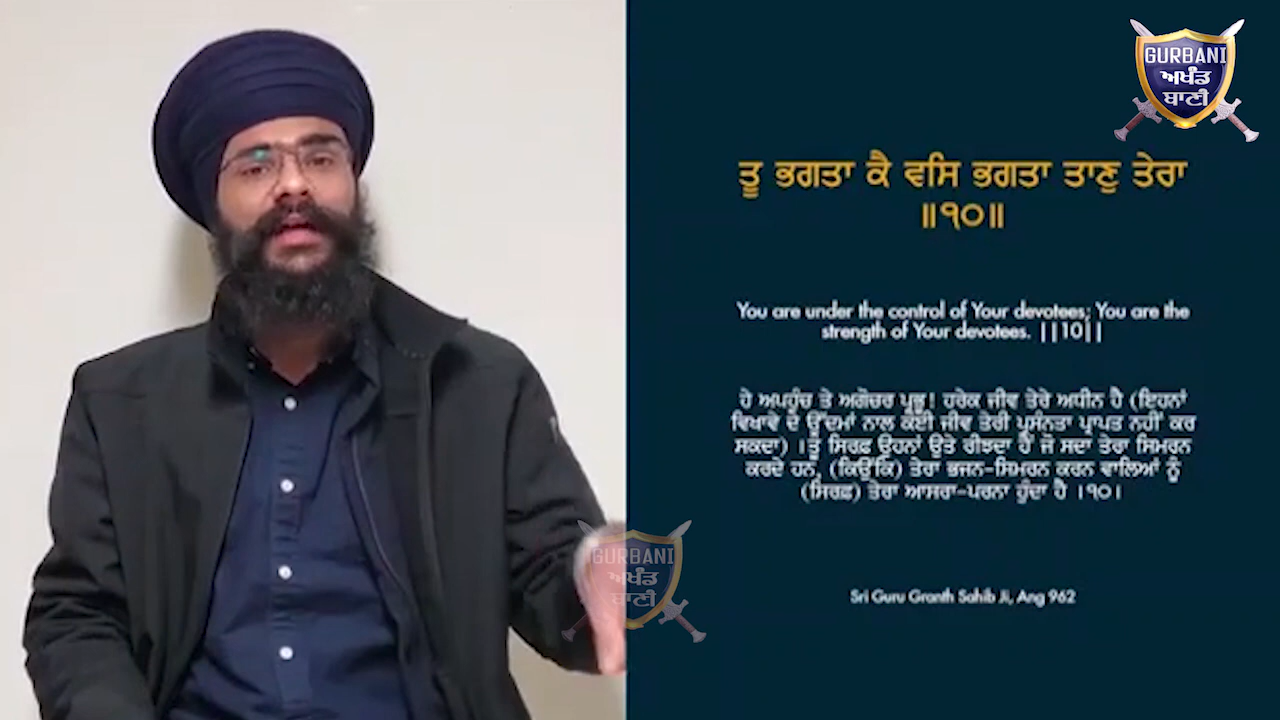 GURBANI
ਅਖੰਡ
ਬਾਣੀ
ਤੂ ਭਗਤਾ ਕੈ ਵਸਿ ਭਗਤਾ ਤਾਣੁ ਤੇਰਾ
॥੧੦॥
You are under the control of Your devotees; You are the
strength of Your devotees. ||10||
ਹੇ ਅਪਹੁੰਚ ਤੇ ਅਗੋਚਰ ਪ੍ਰਭੂ! ਹਰੇਕ ਜੀਵ ਤੇਰੇ ਅਧੀਨ ਹੈ (ਇਹਨਾਂ
ਵਿਖਾਵੇ ਦੇ ਉੱਦਮਾਂ ਨਾਲ ਕੋਈ ਜੀਵ ਤੇਰੀ ਪ੍ਰਸੰਨਤਾ ਪ੍ਰਾਪਤ ਨਹੀਂ ਕਰ
ਸਕਦਾ) । ਤੂੰ ਸਿਰਫ਼ ਉਹਨਾਂ ਉਤੇ ਰੀਝਦਾ ਹੈਂ ਜੋ ਸਦਾ ਤੇਰਾ ਸਿਮਰਨ
ਕਰਦੇ ਹਨ, (ਕਿਉਂਕਿ) ਤੇਰਾ ਭਜਨ-ਸਿਮਰਨ ਕਰਨ ਵਾਲਿਆਂ ਨੂੰ
(ਸਿਰਫ਼) ਤੇਰਾ ਆਸਰਾ-ਪਰਨਾ ਹੁੰਦਾ ਹੈ ।੧੦।
GURBANI
ਅਖੰਡ
ਬਾਣੀ
Sri Guru Granth Sahib Ji, Ang 962